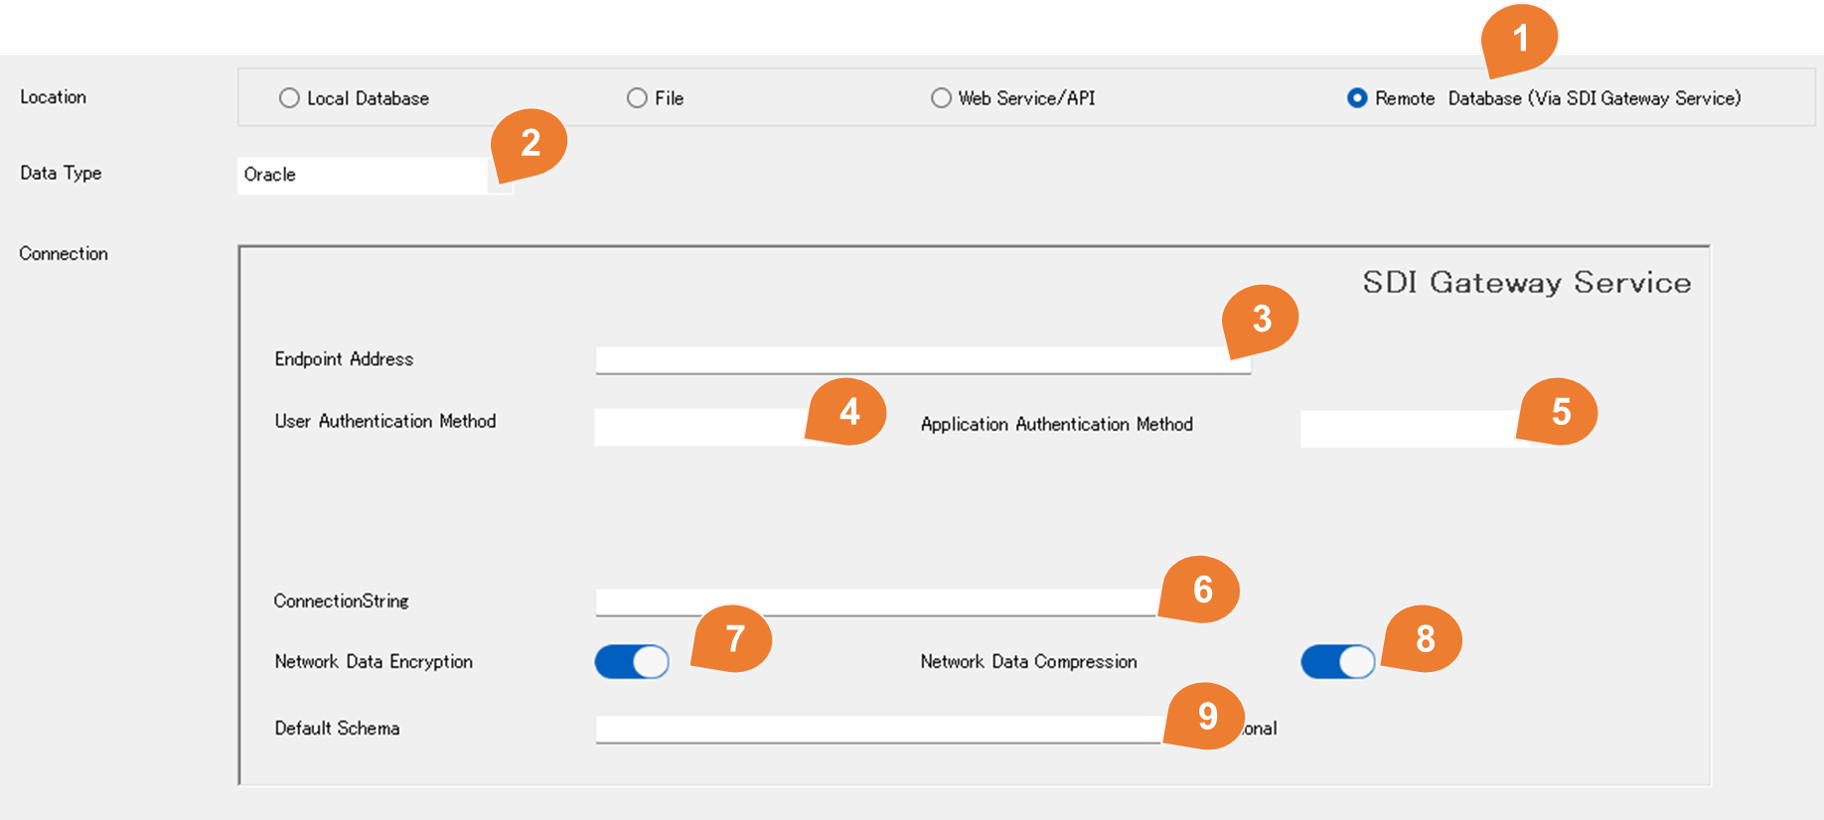 1
Location Local Database File Web Service/API Remote Database (Via SDI Gateway Service)
2
Data Type Oracle
Connection
SDI Gateway Service
3
Endpoint Address
4 5
User Authentication Method Application Authentication Method
6
ConnectionString
7 8
Network Data Encryption Network Data Compression
9
Default Schema